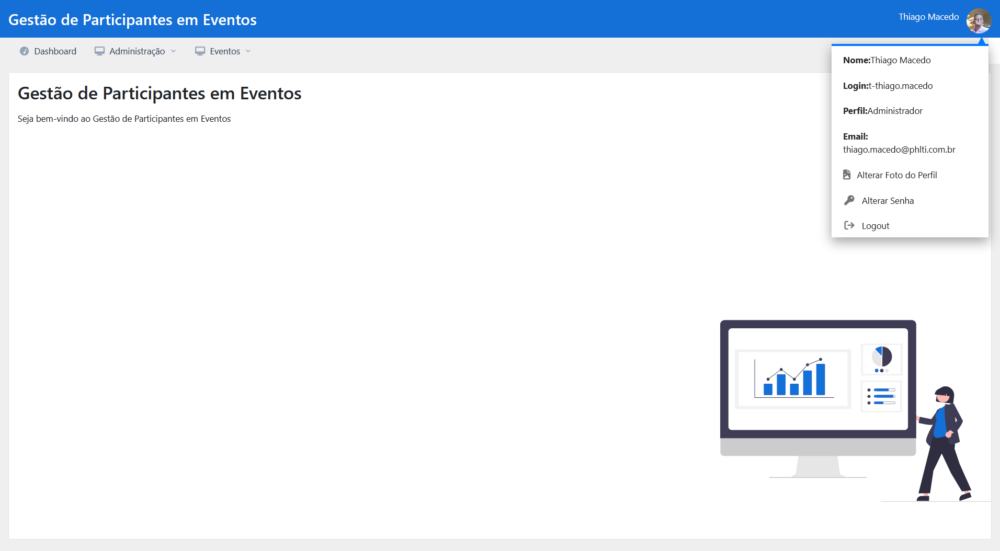 Gestão de Participantes em Eventos
Thiago Macedo
Dashboard
Administração
Eventos
Gestão de Participantes em Eventos
Seja bem-vindo ao Gestão de Participantes em Eventos
Nome:Thiago Macedo
Login:t-thiago.macedo
Perfil:Administrador
Email:
thiago.macedo@phlti.com.br
Alterar Foto do Perfil
Alterar Senha
Logout